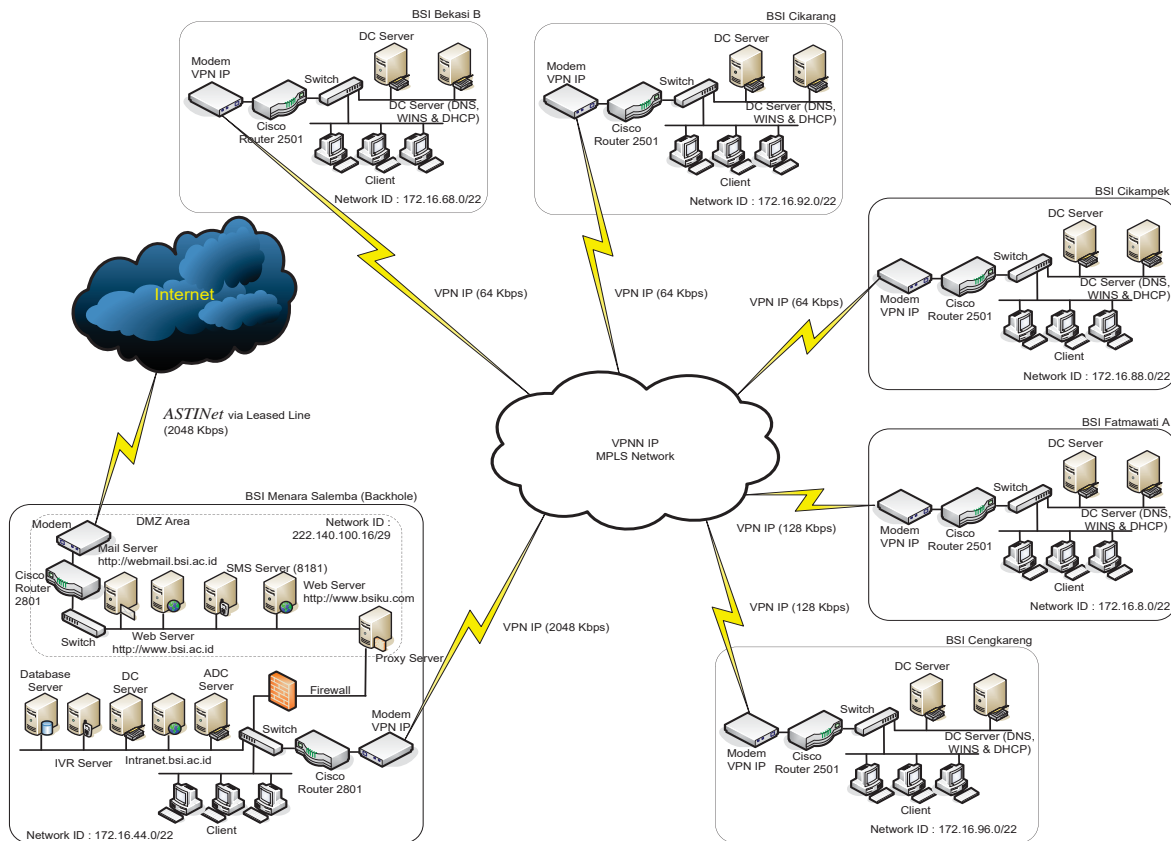 BSI Bekasi B
DC Server
Modem
VPN IP
Switch
Cisco
Router 2501
DC Server (DNS,
WINS & DHCP)
Client
Network ID : 172.16.68.0/22
BSI Cikarang
DC Server
Modem
VPN IP
Switch
Cisco
Router 2501
DC Server (DNS,
WINS & DHCP)
Client
Network ID : 172.16.92.0/22
BSI Cikampek
DC Server
Switch
Modem
VPN IP
Cisco
Router 2501
DC Server (DNS,
WINS & DHCP)
Client
Network ID : 172.16.88.0/22
Internet
VPN IP (64 Kbps)
VPN IP (64 Kbps)
VPN IP (64 Kbps)
ASTINet via Leased Line
(2048 Kbps)
VPNN IP
MPLS Network
BSI Fatmawati A
DC Server
Switch
Modem
VPN IP
Cisco
Router 2501
DC Server (DNS,
WINS & DHCP)
Client
Network ID : 172.16.8.0/22
VPN IP (128 Kbps)
VPN IP (128 Kbps)
VPN IP (2048 Kbps)
BSI Menara Salemba (Backhole)
Modem
DMZ Area
Network ID :
222.140.100.16/29
Mail Server
http://webmail.bsi.ac.id
Cisco
Router
2801
SMS Server (8181)
Web Server
http://www.bsiku.com
Switch
Web Server
http://www.bsi.ac.id
Proxy Server
Database
Server
DC
Server
ADC
Server
Firewall
IVR Server
Intranet.bsi.ac.id
Switch
Modem
VPN IP
Cisco
Router 2801
Client
Network ID : 172.16.44.0/22
BSI Cengkareng
DC Server
Switch
Modem
VPN IP
Cisco
Router 2501
DC Server (DNS,
WINS & DHCP)
Client
Network ID : 172.16.96.0/22